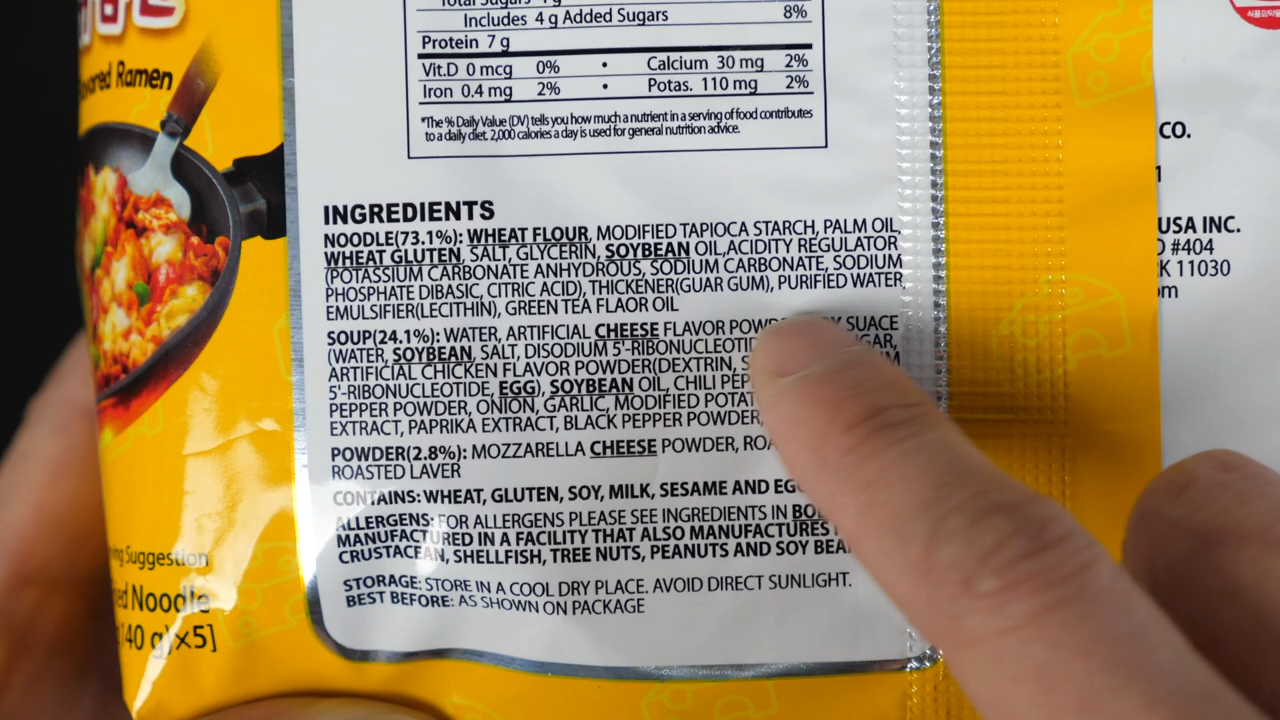 Includes 4 g Added Sugars 8%
Protein 7 g
Vit.D 0 mcg 0% • Calcium 30 mg 2%
Iron 0.4 mg 2% • Potas. 110 mg 2%
*The % Daily Value (DV) tells you how much a nutrient in a serving of food contributes
to a daily diet. 2,000 calories a day is used for general nutrition advice.
INGREDIENTS
NOODLE(73.1%): WHEAT FLOUR, MODIFIED TAPIOCA STARCH, PALM OIL,
WHEAT GLUTEN, SALT, GLYCERIN, SOYBEAN OIL,ACIDITY REGULATOR
(POTASSIUM CARBONATE ANHYDROUS, SODIUM CARBONATE, SODIUM
PHOSPHATE DIBASIC, CITRIC ACID), THICKENER(GUAR GUM), PURIFIED WATER,
EMULSIFIER(LECITHIN), GREEN TEA FLAOR OIL
SOUP(24.1%): WATER, ARTIFICIAL CHEESE FLAVOR SUACE
(WATER, SOYBEAN, SALT, DISODIUM
ARTIFICIAL CHICKEN FLAVOR POWDER(DEXTRIN,
5'-RIBONUCLEOTIDE, EGG), SOYBEAN OIL, CHILI
PEPPER POWDER, ONION, GARLIC, MODIFIED
EXTRACT, PAPRIKA EXTRACT, BLACK PEPPER POWDER,
POWDER(2.8%): MOZZARELLA CHEESE POWDER,
ROASTED LAVER
CONTAINS: WHEAT, GLUTEN, SOY, MILK, SESAME AND
ALLERGENS: FOR ALLERGENS PLEASE SEE INGREDIENTS IN
MANUFACTURED IN A FACILITY THAT ALSO MANUFACTURES
CRUSTACEAN, SHELLFISH, TREE NUTS, PEANUTS AND SOY
STORAGE: STORE IN A COOL DRY PLACE. AVOID DIRECT SUNLIGHT.
BEST BEFORE: AS SHOWN ON PACKAGE
Ramen
Suggestion
Noodle
x5]
CO.
USA INC.
#404
11030